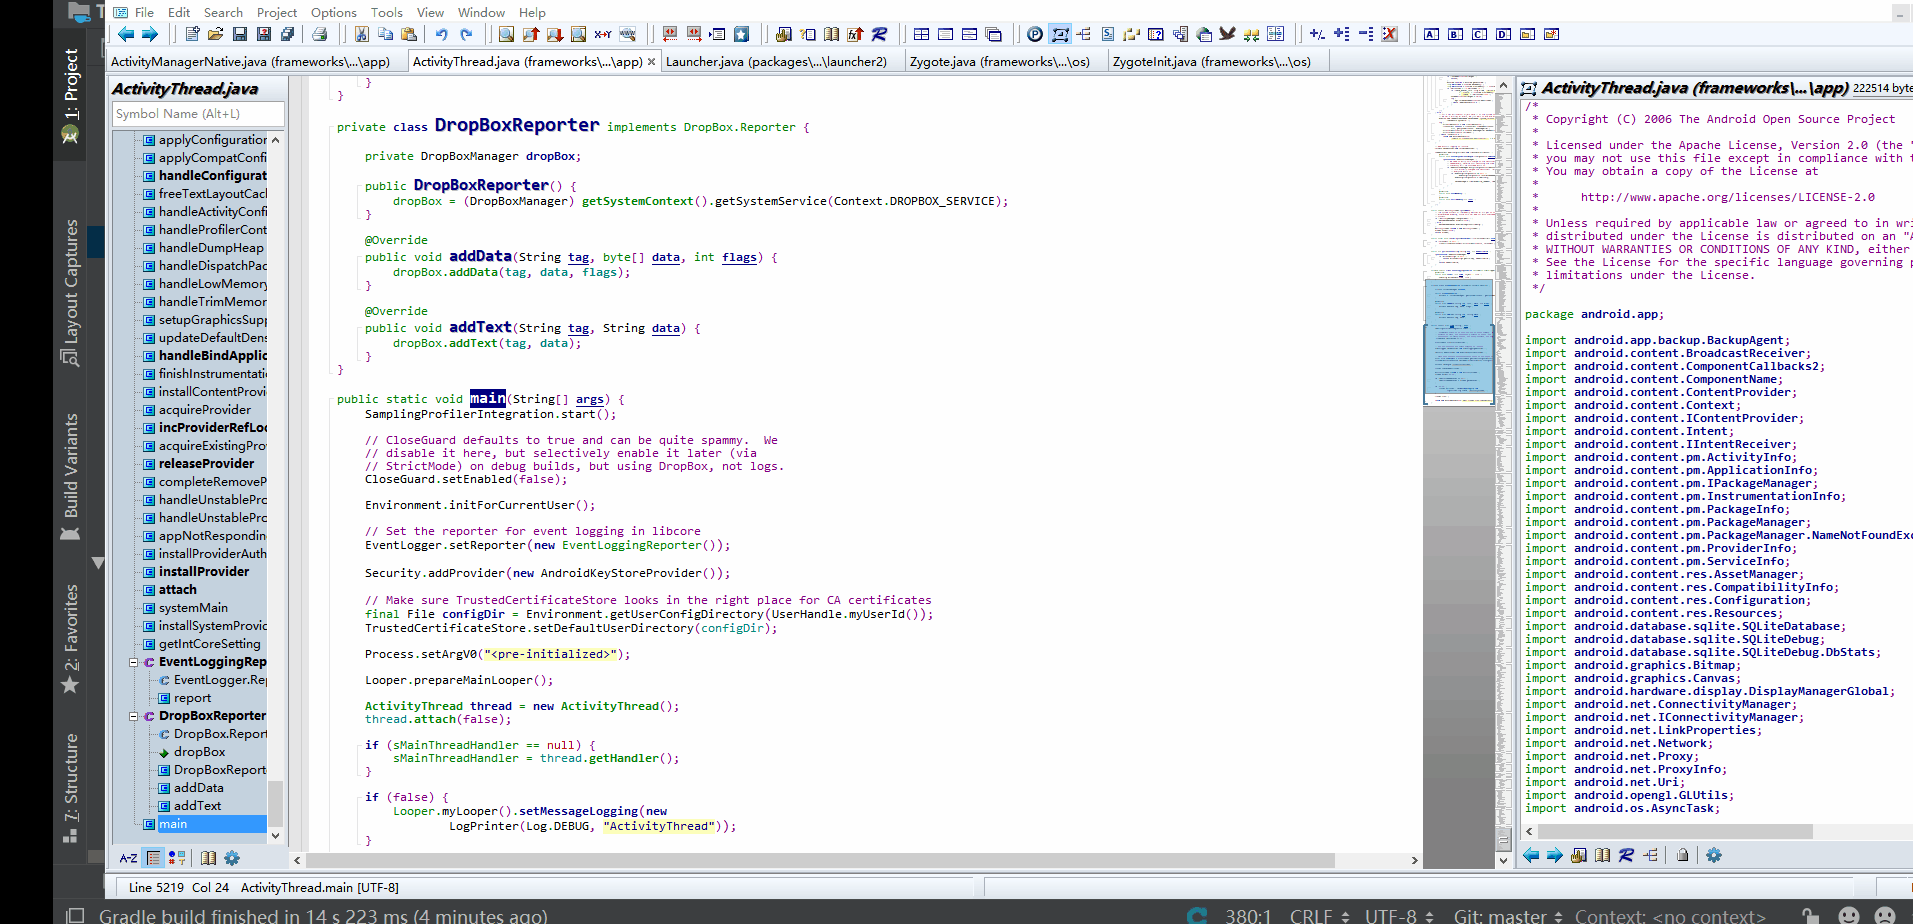 File Edit Search Project Options Tools View Window Help
ActivityManagerNative.java (frameworks\...\app)
ActivityThread.java (frameworks\...\app) ×
Launcher.java (packages\...\launcher2)
Zygote.java (frameworks\...\os)
ZygoteInit.java (frameworks\...\os)
1: Project
Layout Captures
Build Variants
2: Favorites
7: Structure
ActivityThread.java
Symbol Name (Alt+L)
applyConfiguration
applyCompatConfi
handleConfigurat
freeTextLayoutCacl
handleActivityConfi
handleProfilerCont
handleDumpHeap
handleDispatchPac
handleLowMemory
handleTrimMemor
setupGraphicsSupp
updateDefaultDens
handleBindApplic
finishInstrumentati
installContentProvi
acquireProvider
incProviderRefLoc
acquireExistingPro
releaseProvider
completeRemoveP
handleUnstablePro
handleUnstablePro
appNotRespondin
installProviderAuth
installProvider
attach
systemMain
installSystemProvic
getIntCoreSetting
EventLoggingRep
EventLogger.Re
report
DropBoxReporter
DropBox.Report
dropBox
DropBoxReport
addData
addText
main
A-Z
}
}
private class DropBoxReporter implements DropBox.Reporter {
private DropBoxManager dropBox;
public DropBoxReporter() {
dropBox = (DropBoxManager) getSystemContext().getSystemService(Context.DROPBOX_SERVICE);
}
@Override
public void addData(String tag, byte[] data, int flags) {
dropBox.addData(tag, data, flags);
}
@Override
public void addText(String tag, String data) {
dropBox.addText(tag, data);
}
}
public static void main(String[] args) {
SamplingProfilerIntegration.start();
// CloseGuard defaults to true and can be quite spammy.  We
// disable it here, but selectively enable it later (via
// StrictMode) on debug builds, but using DropBox, not logs.
CloseGuard.setEnabled(false);
Environment.initForCurrentUser();
// Set the reporter for event logging in libcore
EventLogger.setReporter(new EventLoggingReporter());
Security.addProvider(new AndroidKeyStoreProvider());
// Make sure TrustedCertificateStore looks in the right place for CA certificates
final File configDir = Environment.getUserConfigDirectory(UserHandle.myUserId());
TrustedCertificateStore.setDefaultUserDirectory(configDir);
Process.setArgV0("<pre-initialized>");
Looper.prepareMainLooper();
ActivityThread thread = new ActivityThread();
thread.attach(false);
if (sMainThreadHandler == null) {
sMainThreadHandler = thread.getHandler();
}
if (false) {
Looper.myLooper().setMessageLogging(new
LogPrinter(Log.DEBUG, "ActivityThread"));
}
ActivityThread.java (frameworks\...\app) 222514 byte
/*
* Copyright (C) 2006 The Android Open Source Project
*
* Licensed under the Apache License, Version 2.0 (the "
* you may not use this file except in compliance with t
* You may obtain a copy of the License at
*
* http://www.apache.org/licenses/LICENSE-2.0
*
* Unless required by applicable law or agreed to in wri
* distributed under the License is distributed on an "A
* WITHOUT WARRANTIES OR CONDITIONS OF ANY KIND, either
* See the License for the specific language governing p
* limitations under the License.
*/
package android.app;
import android.app.backup.BackupAgent;
import android.content.BroadcastReceiver;
import android.content.ComponentCallbacks2;
import android.content.ComponentName;
import android.content.ContentProvider;
import android.content.Context;
import android.content.IContentProvider;
import android.content.Intent;
import android.content.IIntentReceiver;
import android.content.pm.ActivityInfo;
import android.content.pm.ApplicationInfo;
import android.content.pm.IPackageManager;
import android.content.pm.InstrumentationInfo;
import android.content.pm.PackageInfo;
import android.content.pm.PackageManager;
import android.content.pm.PackageManager.NameNotFoundExc
import android.content.pm.ProviderInfo;
import android.content.pm.ServiceInfo;
import android.content.res.AssetManager;
import android.content.res.CompatibilityInfo;
import android.content.res.Configuration;
import android.content.res.Resources;
import android.database.sqlite.SQLiteDatabase;
import android.database.sqlite.SQLiteDebug;
import android.database.sqlite.SQLiteDebug.DbStats;
import android.graphics.Bitmap;
import android.graphics.Canvas;
import android.hardware.display.DisplayManagerGlobal;
import android.net.ConnectivityManager;
import android.net.IConnectivityManager;
import android.net.LinkProperties;
import android.net.Network;
import android.net.Proxy;
import android.net.ProxyInfo;
import android.net.Uri;
import android.opengl.GLUtils;
import android.os.AsyncTask;
Line 5219 Col 24 ActivityThread.main [UTF-8]
Gradle build finished in 14 s 223 ms (4 minutes ago)
380:1 CRLF UTF-8 Git: master Context: <no context>